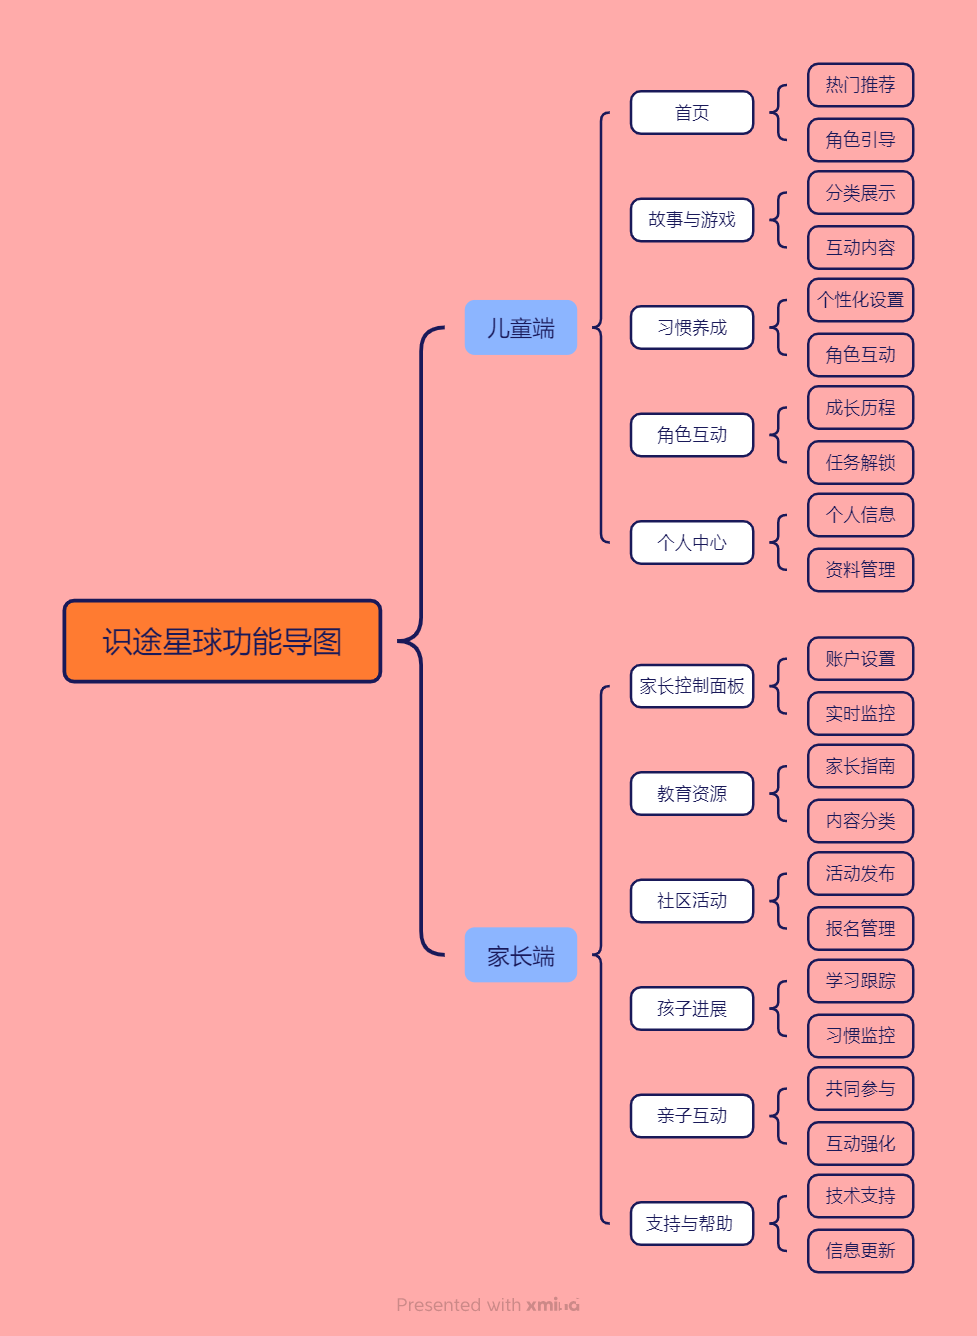 识途星球功能导图
儿童端
首页
热门推荐
角色引导
故事与游戏
分类展示
互动内容
习惯养成
个性化设置
角色互动
角色互动
成长历程
任务解锁
个人中心
个人信息
资料管理
家长端
家长控制面板
账户设置
实时监控
教育资源
家长指南
内容分类
社区活动
活动发布
报名管理
孩子进展
学习跟踪
习惯监控
亲子互动
共同参与
互动强化
支持与帮助
技术支持
信息更新
Presented with xmind